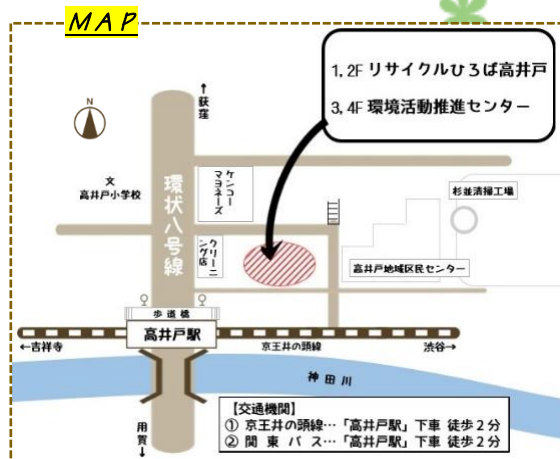 MAP
1,2F リサイクルひろば高井戸
3,4F 環境活動推進センター
N
↑荻窪
文
高井戸小学校
環状八号線
ケンコー
マヨネーズ
杉並清掃工場
クリーニ
ング店
高井戸地域区民センター
歩道橋
高井戸駅
←吉祥寺
京王井の頭線
渋谷→
神田川
用賀↓
【交通機関】
① 京王井の頭線…「高井戸駅」下車 徒歩2分
② 関東バス…「高井戸駅」下車 徒歩2分